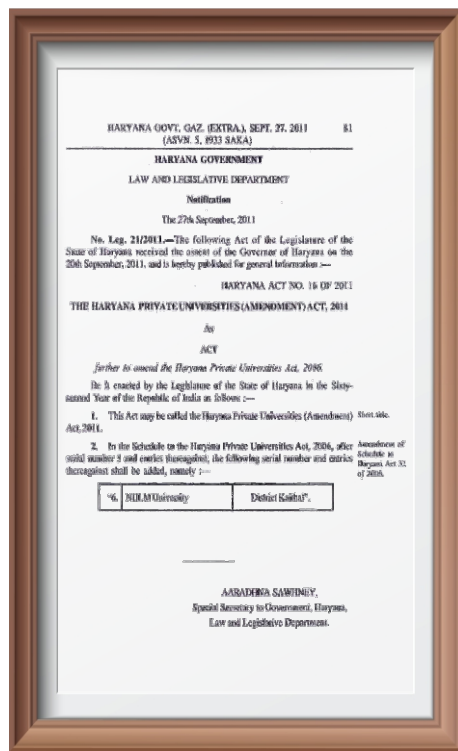 HARYANA GOVT. GAZ. (EXTRA.), SEPT. 27, 2011 81
(ASVN. 5, 1933 SAKA)
HARYANA GOVERNMENT
LAW AND LEGISLATIVE DEPARTMENT
Notification
The 27th September, 2011
No. Leg. 21/2011.—The following Act of the Legislature of the
State of Haryana received the assent of the Governor of Haryana on the
20th September, 2011, and is hereby published for general information :—
HARYANA ACT NO. 16 OF 2011
THE HARYANA PRIVATE UNIVERSITIES (AMENDMENT) ACT, 2011
An
ACT
further to amend the Haryana Private Universities Act, 2006.
Be it enacted by the Legislature of the State of Haryana in the Sixty-
second Year of the Republic of India as follows :—
1. This Act may be called the Haryana Private Universities (Amendment) Short title.
Act, 2011.
2. In the Schedule to the Haryana Private Universities Act, 2006, after
serial number 5 and entries thereagainst, the following serial number and entries
thereagainst shall be added, namely :—
Amendment of
Schedule to
Haryana Act 32
of 2006.
"6. University District Kaithal".
AARADHNA SAWHNEY,
Special Secretary to Government, Haryana,
Law and Legislative Department.